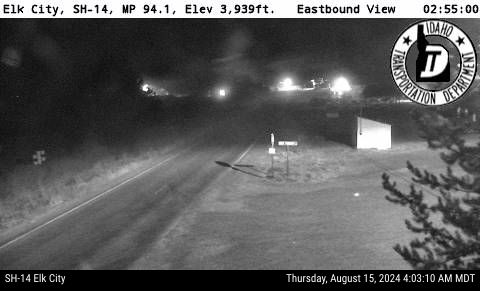 Elk City, SH-14, MP 94.1, Elev 3,939ft. Eastbound View 02:55:00
IDAHO
TRANSPORTATION DEPARTMENT
SH-14 Elk City Thursday, August 15, 2024 4:03:10 AM MDT